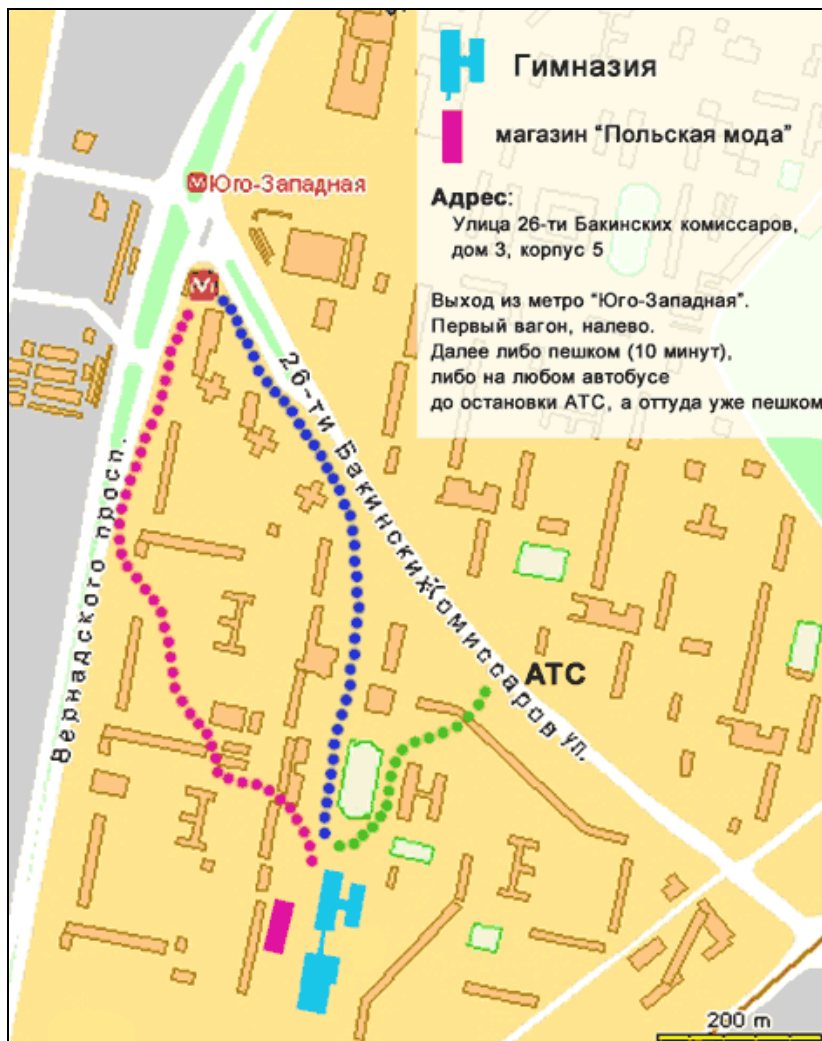 Гимназия
магазин "Польская мода"
М Юго-Западная
Адрес:
Улица 26-ти Бакинских комиссаров,
дом 3, корпус 5
М
Выход из метро "Юго-Западная".
Первый вагон, налево.
Далее либо пешком (10 минут),
либо на любом автобусе
до остановки АТС, а оттуда уже пешком
26-ти Бакинских Комиссаров ул.
Вернадского просп.
АТС
200 m